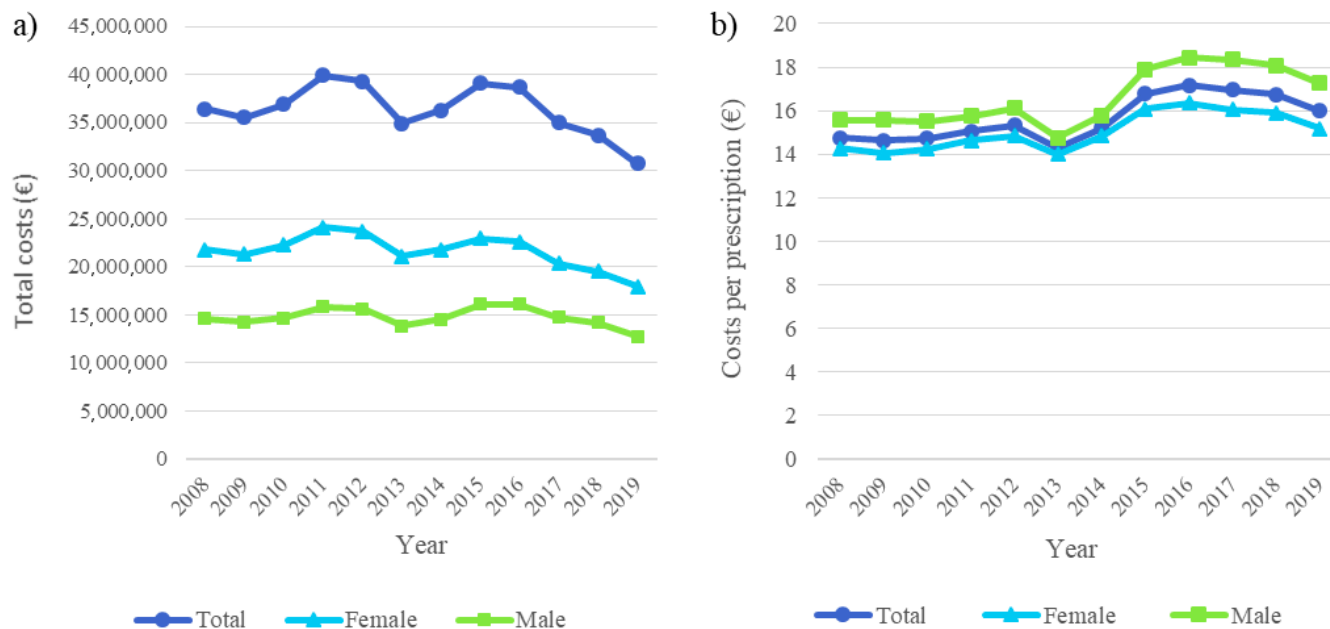 a)
Total costs (€)
45,000,000
40,000,000
35,000,000
30,000,000
25,000,000
20,000,000
15,000,000
10,000,000
5,000,000
0
2008 2009 2010 2011 2012 2013 2014 2015 2016 2017 2018 2019
Year
Total Female Male
b)
Costs per prescription (€)
20
18
16
14
12
10
8
6
4
2
0
2008 2009 2010 2011 2012 2013 2014 2015 2016 2017 2018 2019
Year
Total Female Male